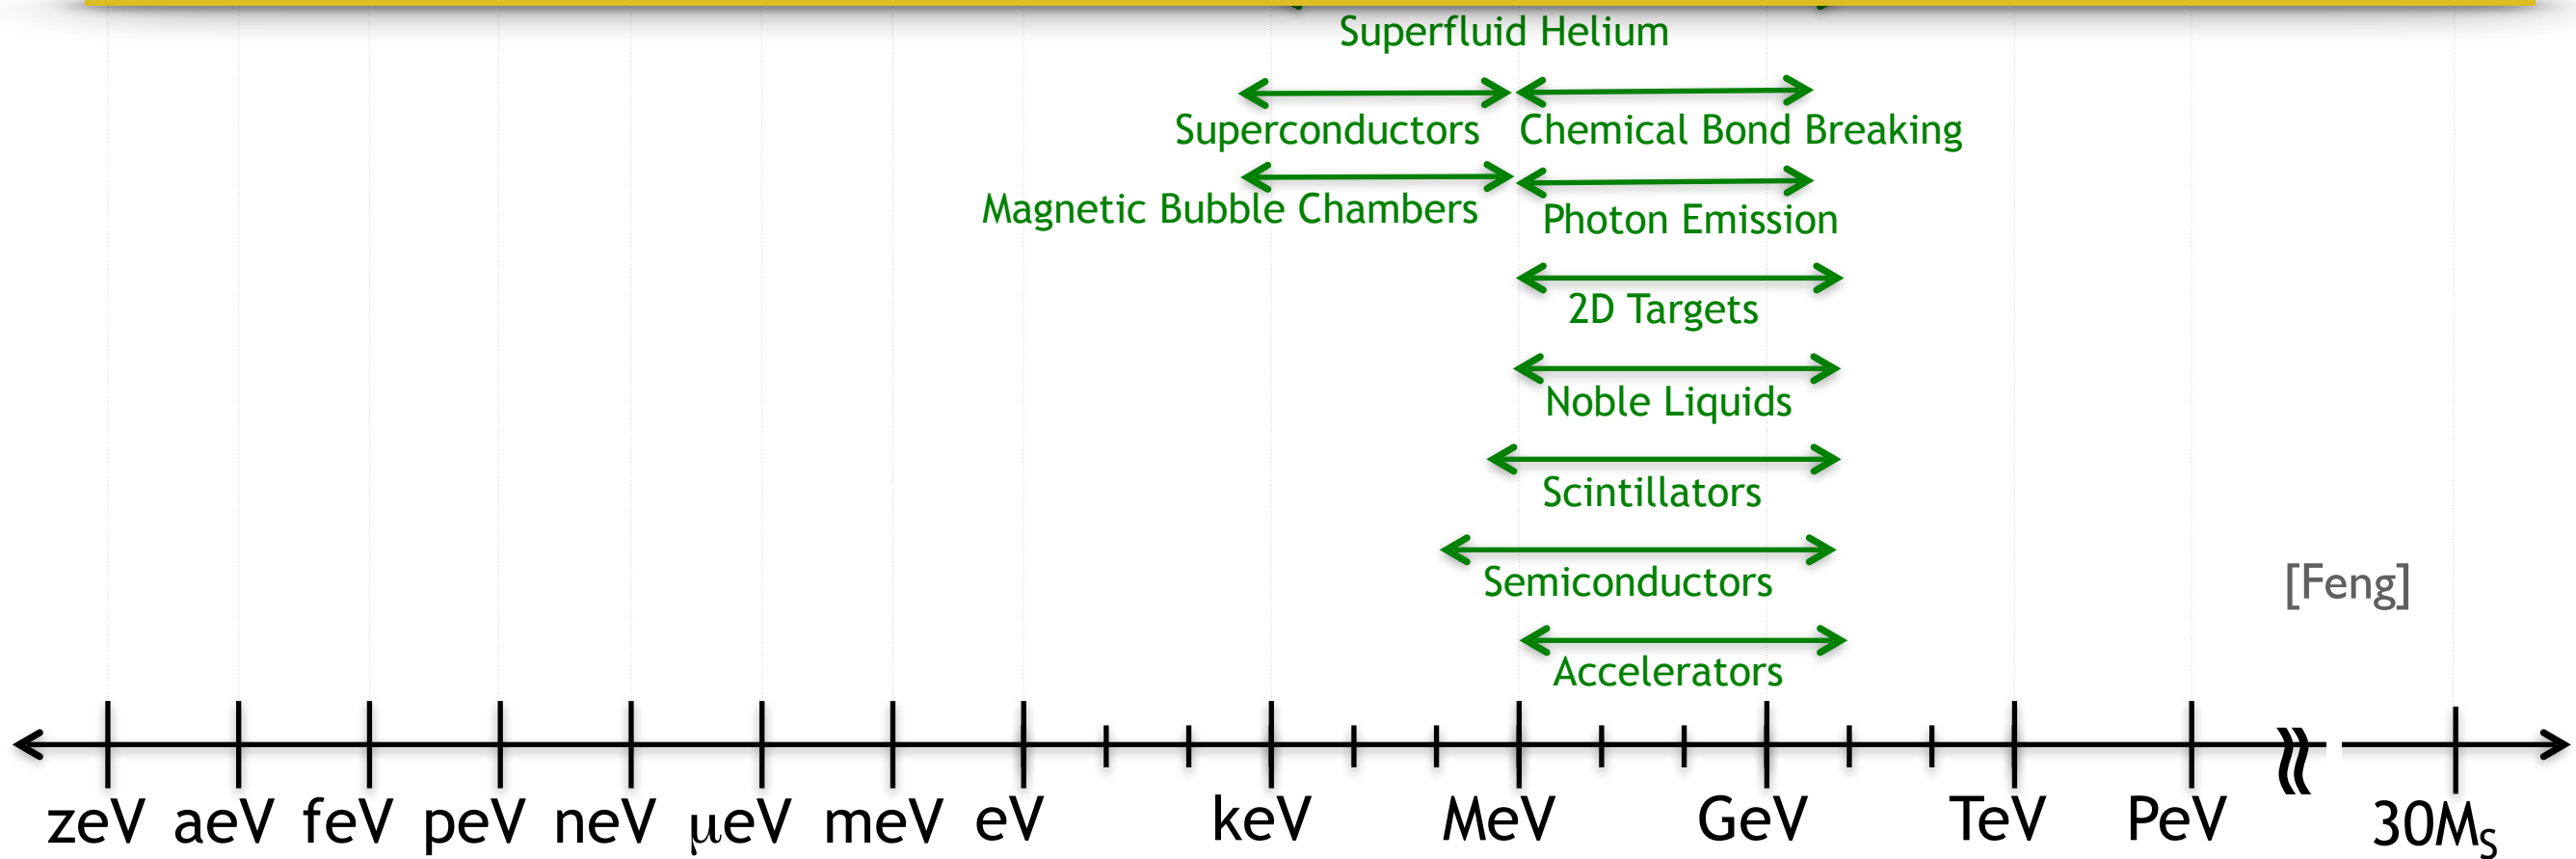 Superfluid Helium
Superconductors
Chemical Bond Breaking
Magnetic Bubble Chambers
Photon Emission
2D Targets
Noble Liquids
Scintillators
Semiconductors
[Feng]
Accelerators
zeV aeV feV peV neV μeV meV eV keV MeV GeV TeV PeV 30M_S